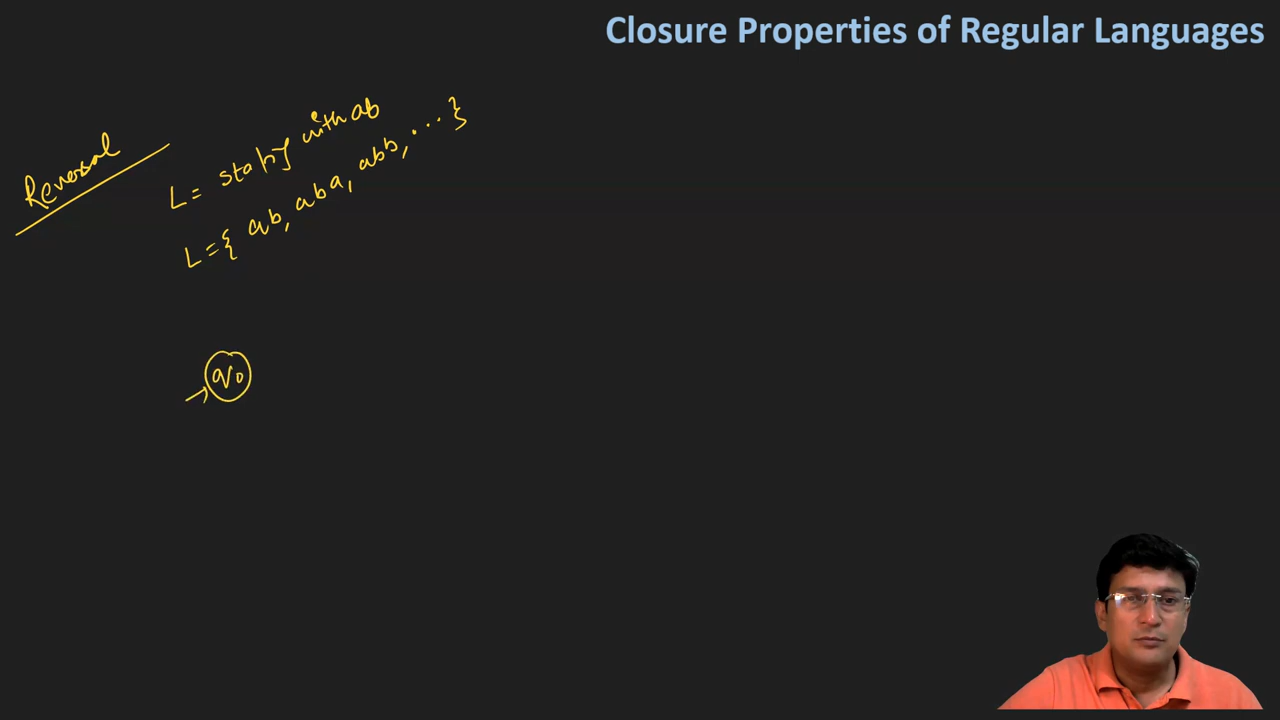 Closure Properties of Regular Languages
Reversal
L = starting with ab
L = { ab, aba, abb, ... }
q0